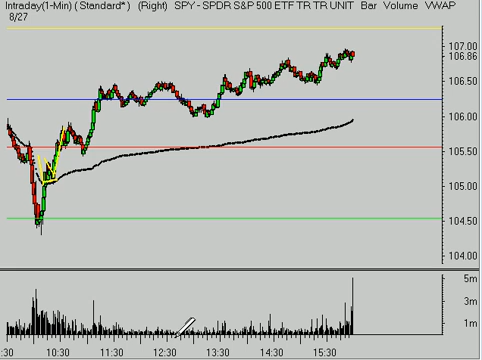 Intraday(1-Min) (Standard*) (Right) SPY - SPDR S&P 500 ETF TR TR UNIT Bar Volume VWAP
8/27
107.00
106.86
106.50
106.00
105.50
105.00
104.50
104.00
5m
3m
1m
:30 10:30 11:30 12:30 13:30 14:30 15:30